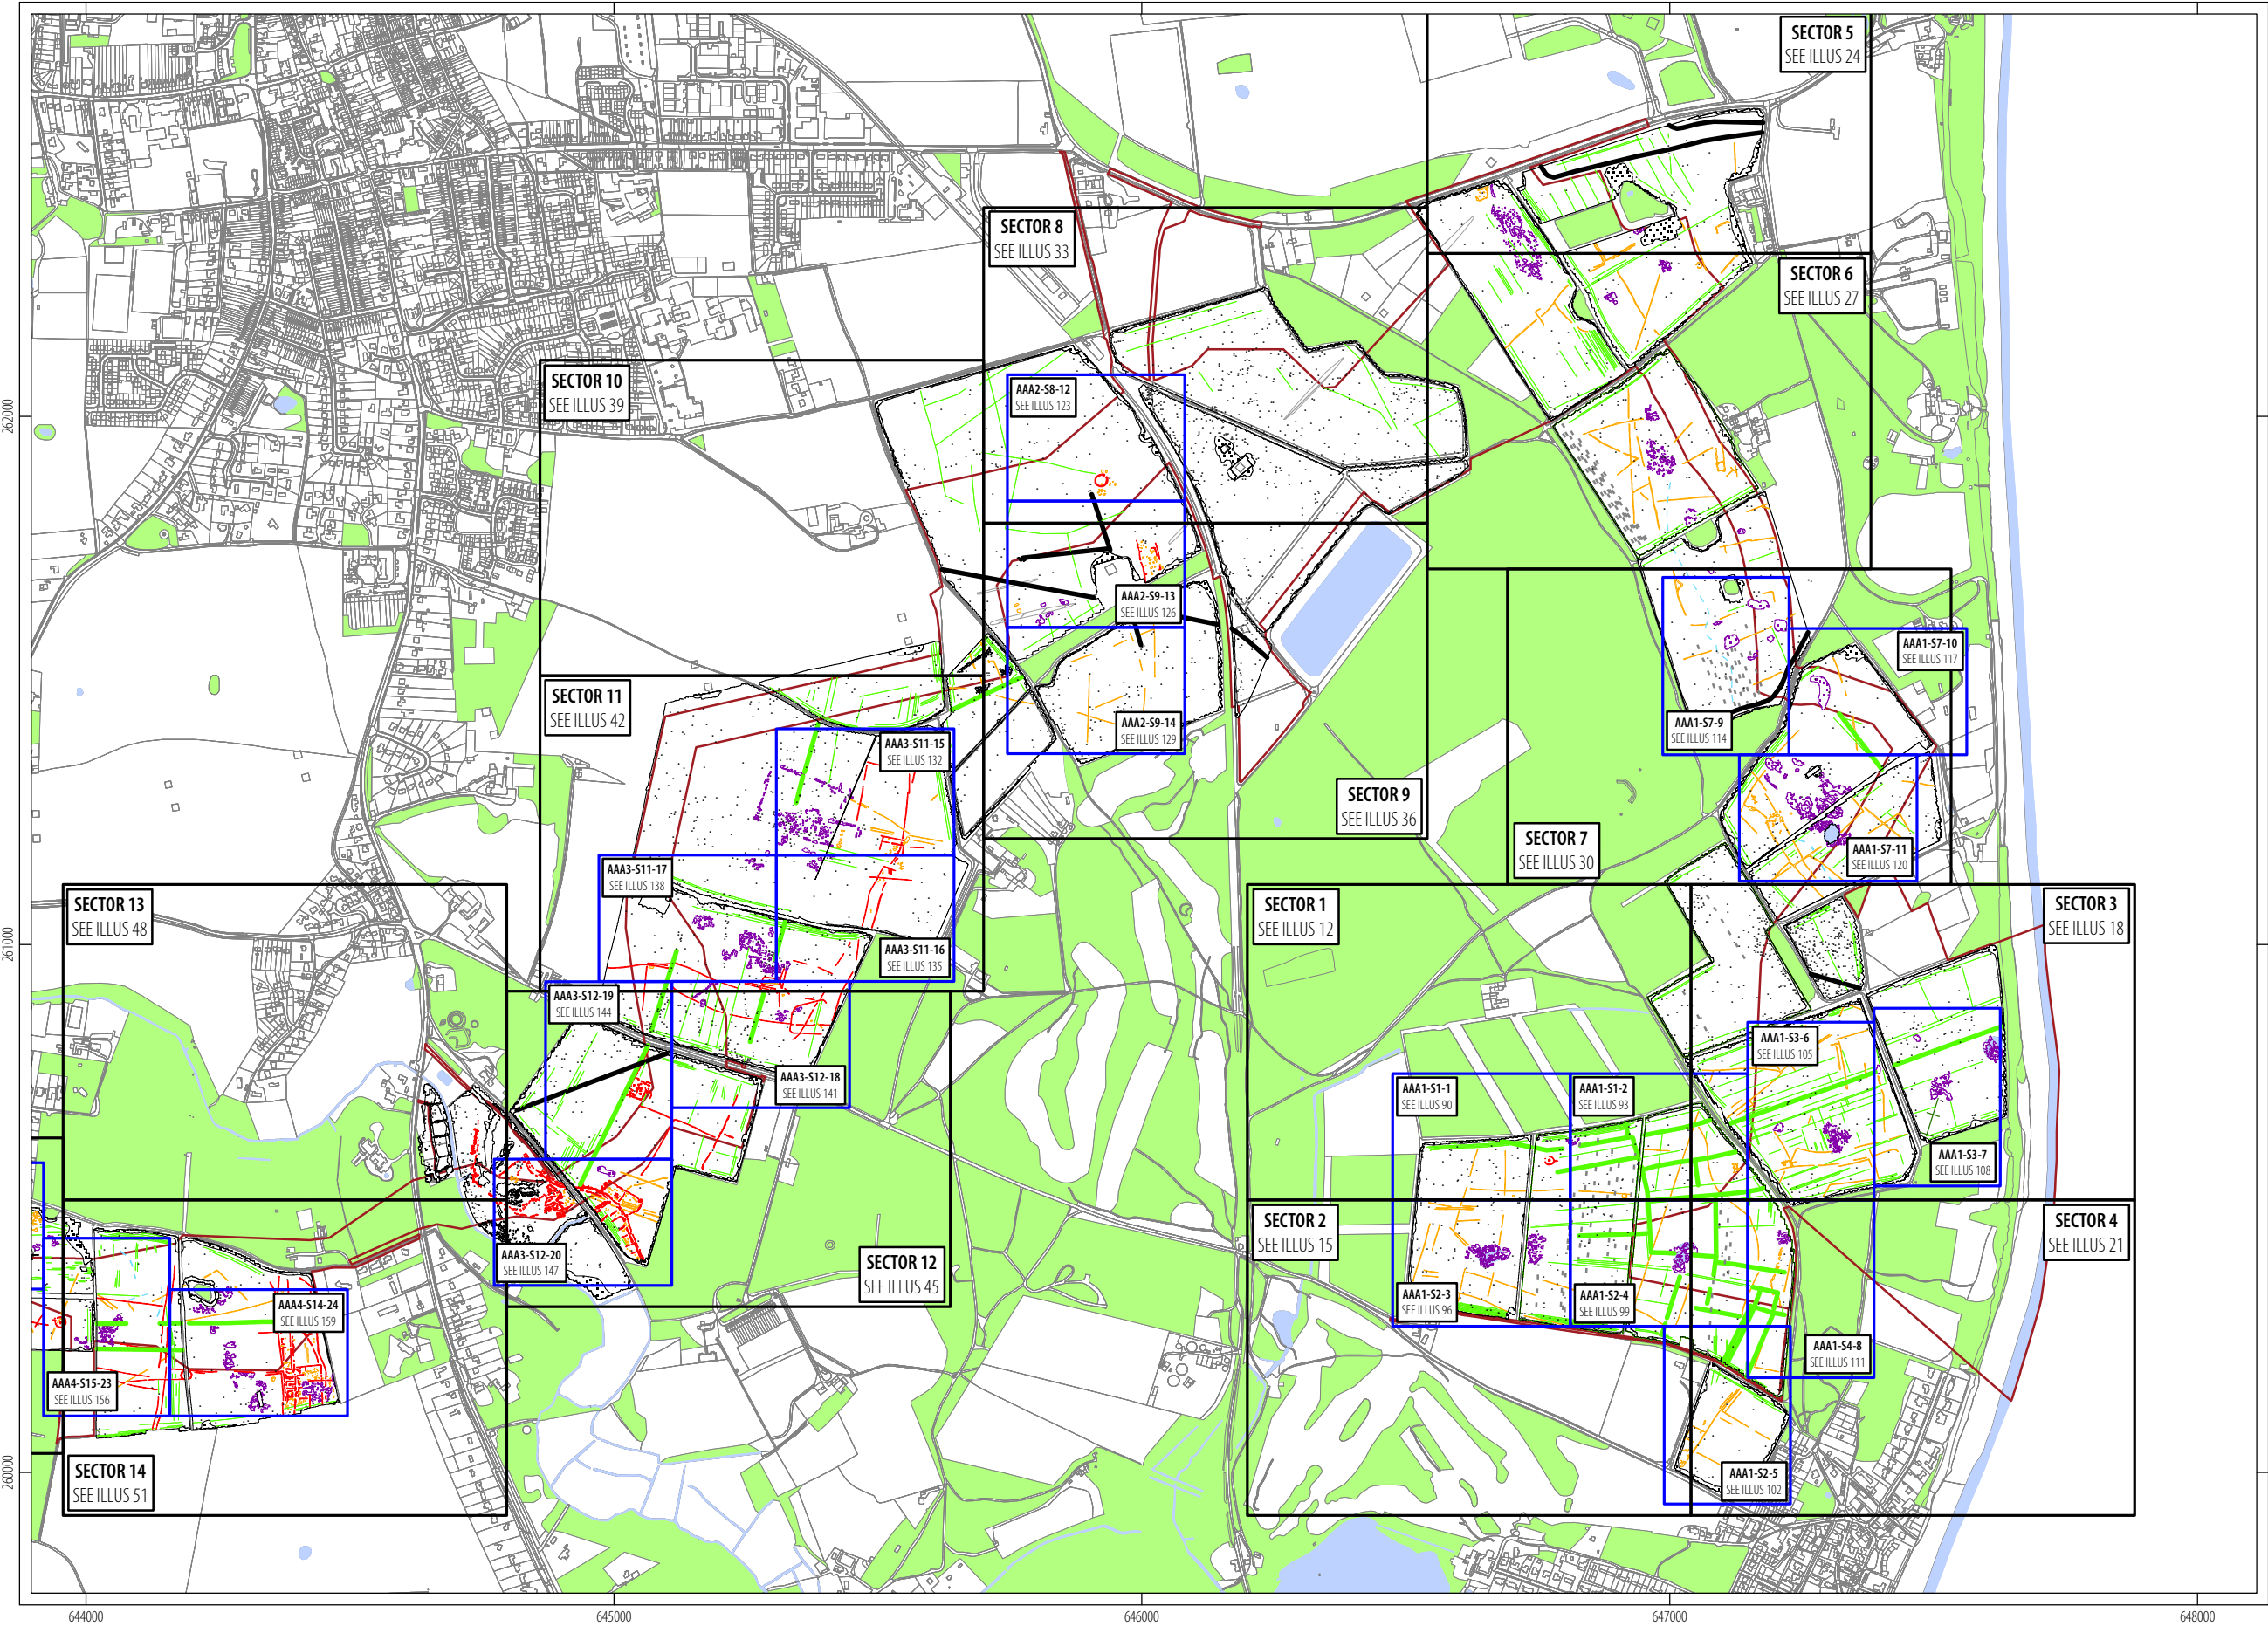 SECTOR 5
SEE ILLUS 24
SECTOR 8
SEE ILLUS 33
SECTOR 6
SEE ILLUS 27
SECTOR 10
SEE ILLUS 39
AAA2-S8-12
SEE ILLUS 123
262000
AAA2-S9-13
SEE ILLUS 126
AAA1-S7-10
SEE ILLUS 117
SECTOR 11
SEE ILLUS 42
AAA2-S9-14
SEE ILLUS 129
AAA1-S7-9
SEE ILLUS 114
AAA3-S11-15
SEE ILLUS 132
SECTOR 9
SEE ILLUS 36
SECTOR 7
SEE ILLUS 30
AAA1-S7-11
SEE ILLUS 120
AAA3-S11-17
SEE ILLUS 138
SECTOR 13
SEE ILLUS 48
SECTOR 1
SEE ILLUS 12
SECTOR 3
SEE ILLUS 18
261000
AAA3-S11-16
SEE ILLUS 135
AAA3-S12-19
SEE ILLUS 144
AAA1-S3-6
SEE ILLUS 105
AAA3-S12-18
SEE ILLUS 141
AAA1-S1-1
SEE ILLUS 90
AAA1-S1-2
SEE ILLUS 93
AAA1-S3-7
SEE ILLUS 108
SECTOR 2
SEE ILLUS 15
SECTOR 4
SEE ILLUS 21
AAA3-S12-20
SEE ILLUS 147
SECTOR 12
SEE ILLUS 45
AAA4-S14-24
SEE ILLUS 159
AAA1-S2-3
SEE ILLUS 96
AAA1-S2-4
SEE ILLUS 99
AAA1-S4-8
SEE ILLUS 111
AAA4-S15-23
SEE ILLUS 156
SECTOR 14
SEE ILLUS 51
260000
AAA1-S2-5
SEE ILLUS 102
644000
645000
646000
647000
648000